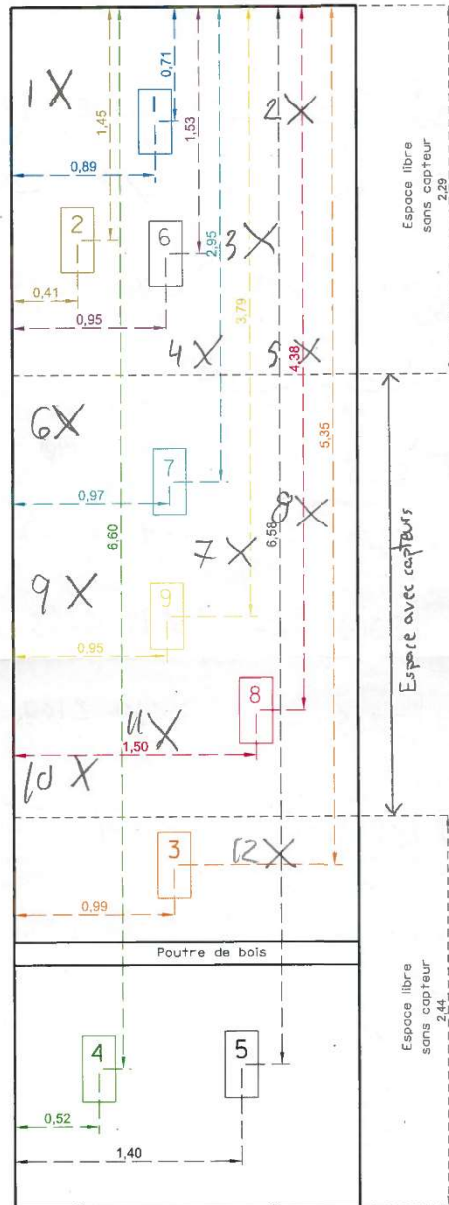 1X
0,71
1
1,53
2X
1,45
0,89
2
6
3X
2,95
3,79
0,41
0,95
4X
5X
4,38
Espace libre
sans capteur
2,29
6X
5,35
7
0,97
8X
6,60
6,58
7X
9X
9
0,95
Espace avec capteurs
8
11X
1,50
10X
3
12X
0,99
Poutre de bois
Espace libre
sans capteur
2,44
4
5
0,52
1,40